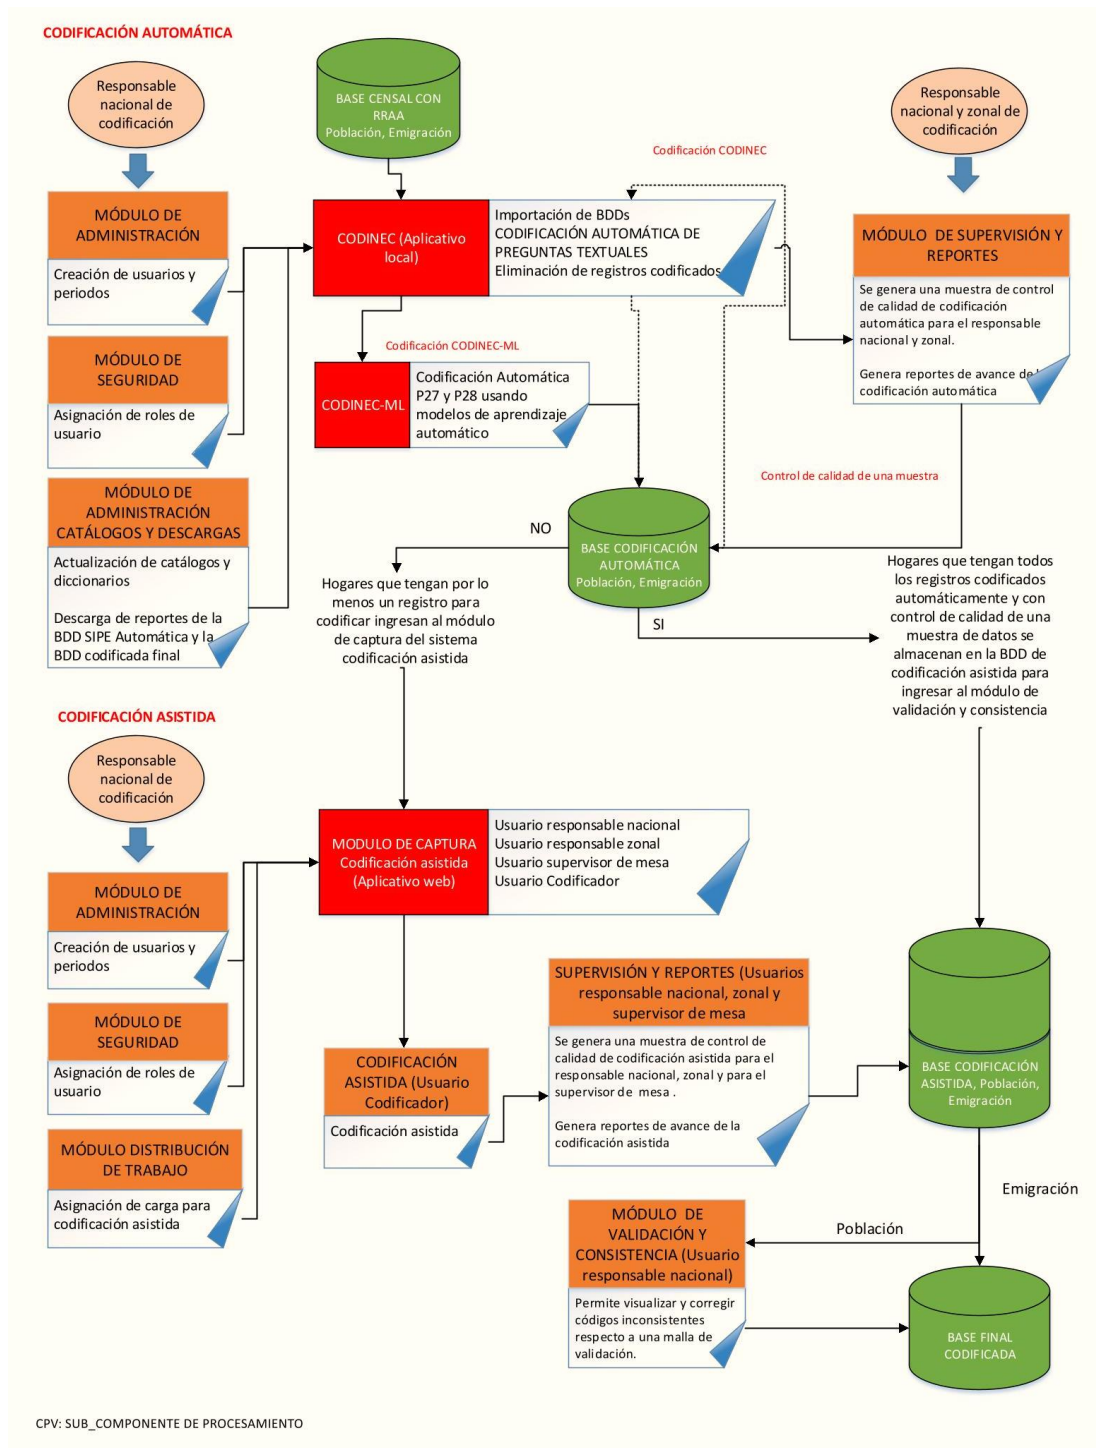 CODIFICACIÓN AUTOMÁTICA
Responsable
nacional de
codificación
BASE CENSAL CON
RRAA
Población, Emigración
Responsable
nacional y zonal de
codificación
Codificación CODINEC
MÓDULO DE
ADMINISTRACIÓN
Creación de usuarios y
periodos
CODINEC (Aplicativo
local)
Importación de BDDs
CODIFICACIÓN AUTOMÁTICA DE
PREGUNTAS TEXTUALES
Eliminación de registros codificados
MÓDULO DE SUPERVISIÓN Y
REPORTES
Se genera una muestra de control
de calidad de codificación
automática para el responsable
nacional y zonal.
Genera reportes de avance de l
codificación automática
MÓDULO DE
SEGURIDAD
Asignación de roles de
usuario
Codificación CODINEC-ML
CODINEC-ML
Codificación Automática
P27 y P28 usando
modelos de aprendizaje
automático
Control de calidad de una muestra
MÓDULO DE
ADMINISTRACIÓN
CATÁLOGOS Y DESCARGAS
Actualización de catálogos y
diccionarios
Descarga de reportes de la
BDD SIPE Automática y la
BDD codificada final
NO
BASE CODIFICACIÓN
AUTOMÁTICA
Población, Emigración
SI
Hogares que tengan por lo
menos un registro para
codificar ingresan al módulo
de captura del sistema
codificación asistida
Hogares que tengan todos
los registros codificados
automáticamente y con
control de calidad de una
muestra de datos se
almacenan en la BDD de
codificación asistida para
ingresar al módulo de
validación y consistencia
CODIFICACIÓN ASISTIDA
Responsable
nacional de
codificación
MODULO DE CAPTURA
Codificación asistida
(Aplicativo web)
Usuario responsable nacional
Usuario responsable zonal
Usuario supervisor de mesa
Usuario Codificador
MÓDULO DE
ADMINISTRACIÓN
Creación de usuarios y
periodos
MÓDULO DE
SEGURIDAD
Asignación de roles de
usuario
MÓDULO DISTRIBUCIÓN
DE TRABAJO
Asignación de carga para
codificación asistida
CODIFICACIÓN
ASISTIDA (Usuario
Codificador)
Codificación asistida
SUPERVISIÓN Y REPORTES (Usuarios
responsable nacional, zonal y
supervisor de mesa
Se genera una muestra de control de
calidad de codificación asistida para el
responsable nacional, zonal y para el
supervisor de mesa .
Genera reportes de avance de la
codificación asistida
BASE CODIFICACIÓN
ASISTIDA, Población,
Emigración
Emigración
Población
MÓDULO DE
VALIDACIÓN Y
CONSISTENCIA (Usuario
responsable nacional)
Permite visualizar y corregir
códigos inconsistentes
respecto a una malla de
validación.
BASE FINAL
CODIFICADA
CPV: SUB_COMPONENTE DE PROCESAMIENTO